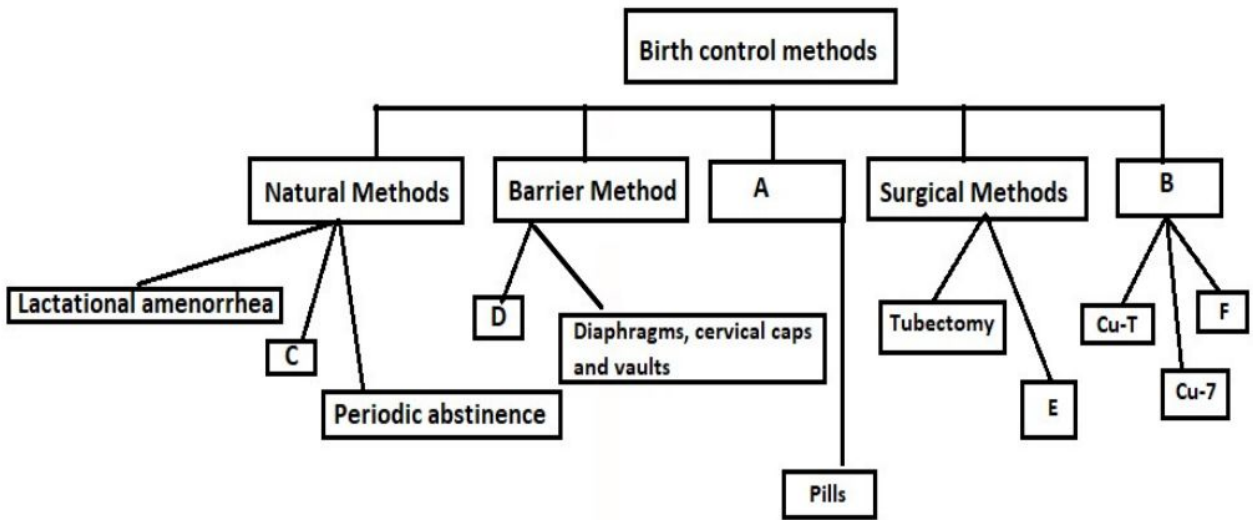 Birth control methods
Natural Methods
Barrier Method
A
Surgical Methods
B
Lactational amenorrhea
C
Periodic abstinence
D
Diaphragms, cervical caps
and vaults
Pills
Tubectomy
E
Cu-T
Cu-7
F